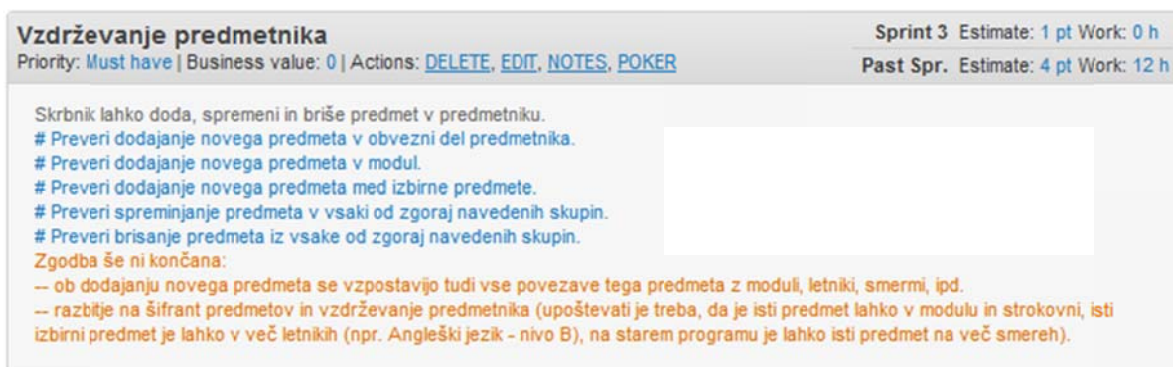 Vzdrževanje predmetnika
Sprint 3 Estimate: 1 pt Work: 0 h
Priority: Must have | Business value: 0 | Actions: DELETE, EDIT, NOTES, POKER
Past Spr. Estimate: 4 pt Work: 12 h
Skrbnik lahko doda, spremeni in briše predmet v predmetniku.
# Preveri dodajanje novega predmeta v obvezni del predmetnika.
# Preveri dodajanje novega predmeta v modul.
# Preveri dodajanje novega predmeta med izbirne predmete.
# Preveri spreminjanje predmeta v vsaki od zgoraj navedenih skupin.
# Preveri brisanje predmeta iz vsake od zgoraj navedenih skupin.
Zgodba še ni končana:
-- ob dodajanju novega predmeta se vzpostavijo tudi vse povezave tega predmeta z moduli, letniki, smermi, ipd.
-- razbitje na šifrant predmetov in vzdrževanje predmetnika (upoštevati je treba, da je isti predmet lahko v modulu in strokovni, isti
izbirni predmet je lahko v več letnikih (npr. Angleški jezik - nivo B), na starem programu je lahko isti predmet na več smereh).